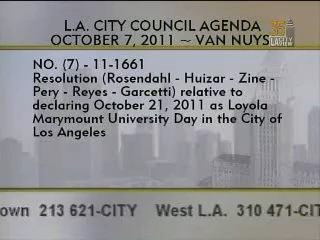 L.A. CITY COUNCIL AGENDA
OCTOBER 7, 2011 ~ VAN NUYS
35
NO. (7) - 11-1661
Resolution (Rosendahl - Huizar - Zine -
Pery - Reyes - Garcetti) relative to
declaring October 21, 2011 as Loyola
Marymount University Day in the City of
Los Angeles
own 213 621-CITY West L.A. 310 471-CIT